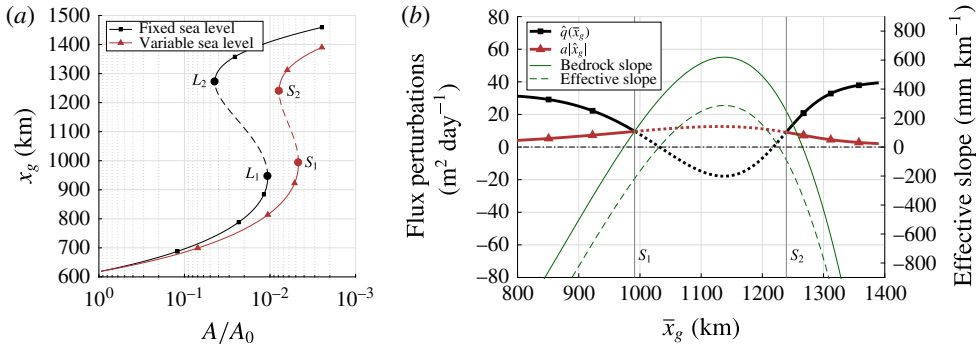 (a)
Fixed sea level
Variable sea level
1500
1400
1300
1200
1100
1000
900
800
700
600
x_g (km)
L_2
S_2
S_1
L_1
10^0
10^-1
10^-2
10^-3
A/A_0
(b)
q̂(x̄_g)
a|x̂_g|
Bedrock slope
Effective slope
80
60
40
20
0
−20
−40
−60
−80
Flux perturbations
(m² day⁻¹)
S_1
S_2
800
600
400
200
0
−200
−400
−600
−800
Effective slope (mm km⁻¹)
800
900
1000
1100
1200
1300
1400
x̄_g (km)